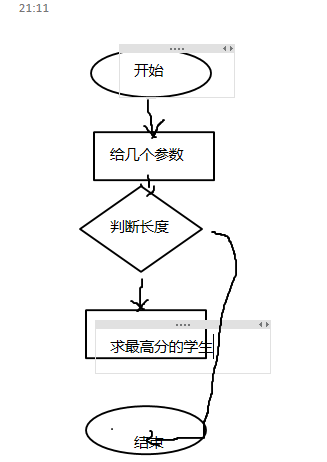 21:11
开始
给几个参数
判断长度
求最高分的学生
结束